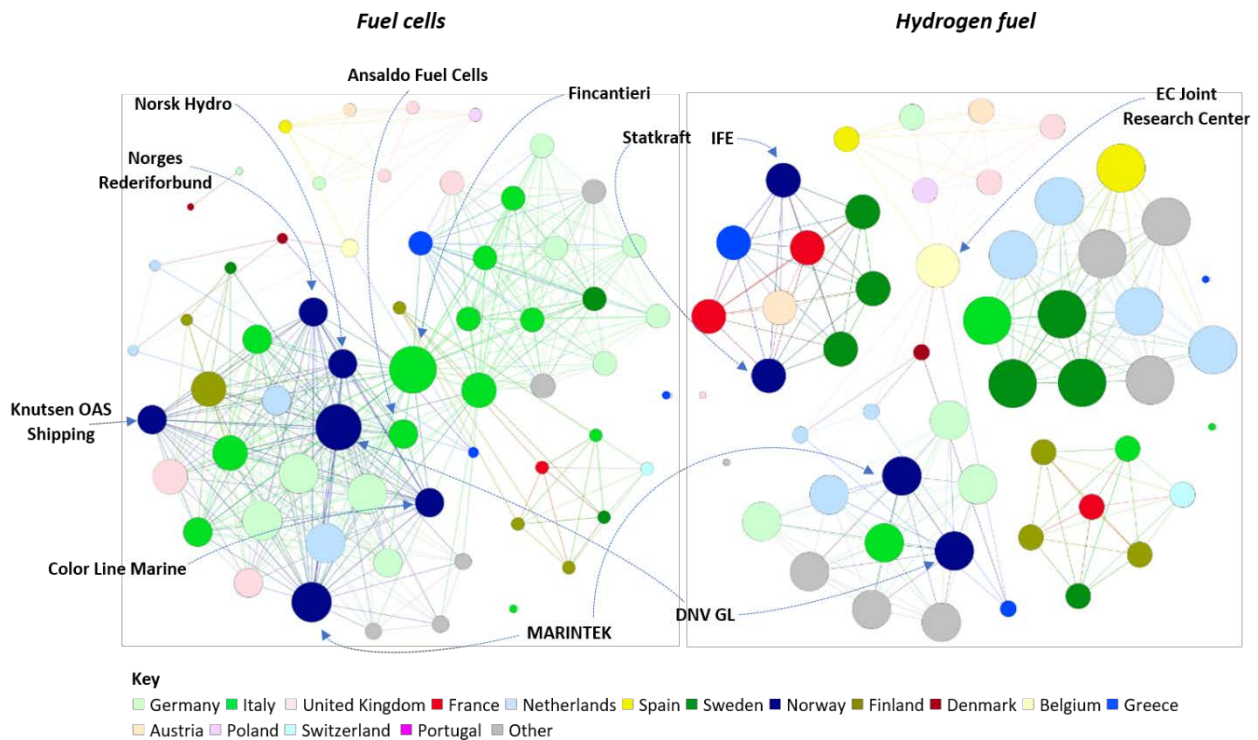 Fuel cells
Hydrogen fuel
Ansaldo Fuel Cells
Norsk Hydro
Fincantieri
EC Joint
Research Center
Statkraft
IFE
Norges
Rederiforbund
Knutsen OAS
Shipping
Color Line Marine
DNV GL
MARINTEK
Key
Germany Italy United Kingdom France Netherlands Spain Sweden Norway Finland Denmark Belgium Greece
Austria Poland Switzerland Portugal Other